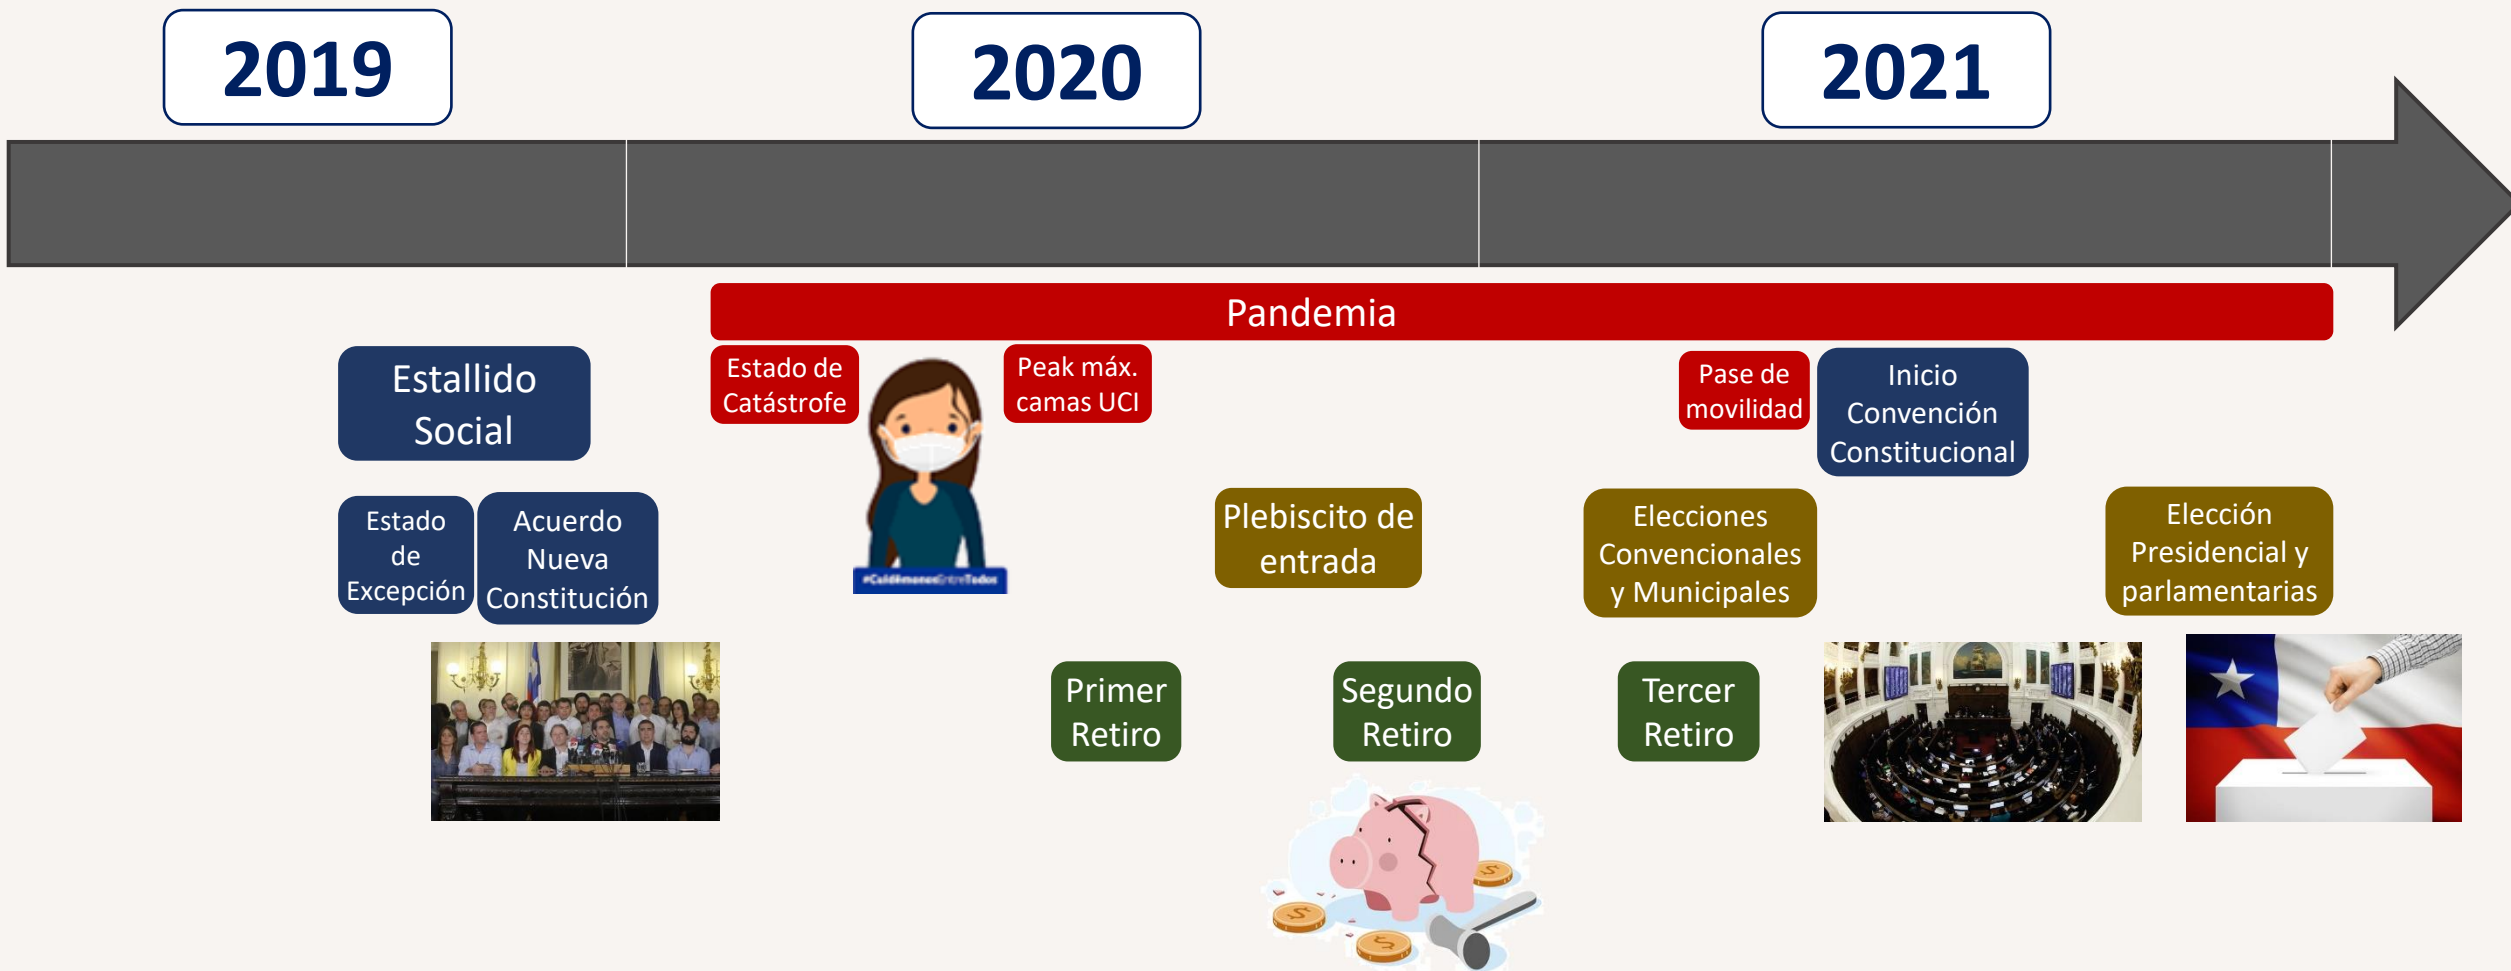 2019
2020
2021
Pandemia
Estallido
Social
Estado de
Catástrofe
Peak máx.
camas UCI
Pase de
movilidad
Inicio
Convención
Constitucional
Estado
de
Excepción
Acuerdo
Nueva
Constitución
#CuidémonosEntreTodos
Plebiscito de
entrada
Elecciones
Convencionales
y Municipales
Elección
Presidencial y
parlamentarias
Primer
Retiro
Segundo
Retiro
Tercer
Retiro